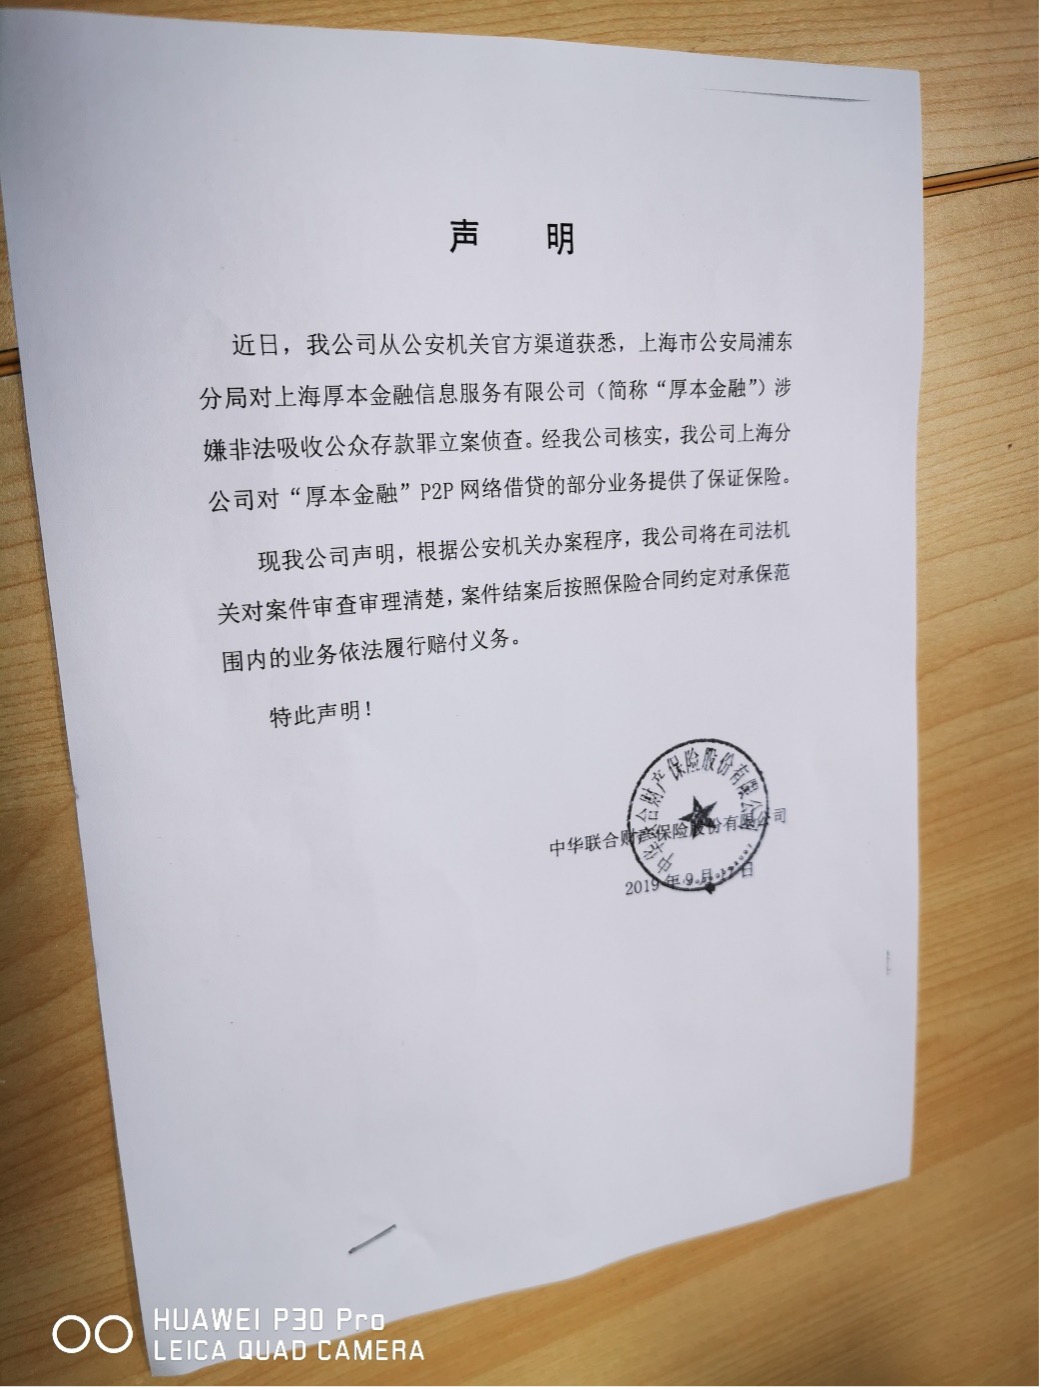 声 明
近日，我公司从公安机关官方渠道获悉，上海市公安局浦东
分局对上海厚本金融信息服务有限公司（简称“厚本金融”）涉
嫌非法吸收公众存款罪立案侦查。经我公司核实，我公司上海分
公司对“厚本金融”P2P 网络借贷的部分业务提供了保证保险。
现我公司声明，根据公安机关办案程序，我公司将在司法机
关对案件审查审理清楚，案件结案后按照保险合同约定对承保范
围内的业务依法履行赔付义务。
特此声明！
中华联合财产保险股份有限公司
中华联合财产保险股份有限公司
2019 年 9 月 日
HUAWEI P30 Pro
LEICA QUAD CAMERA